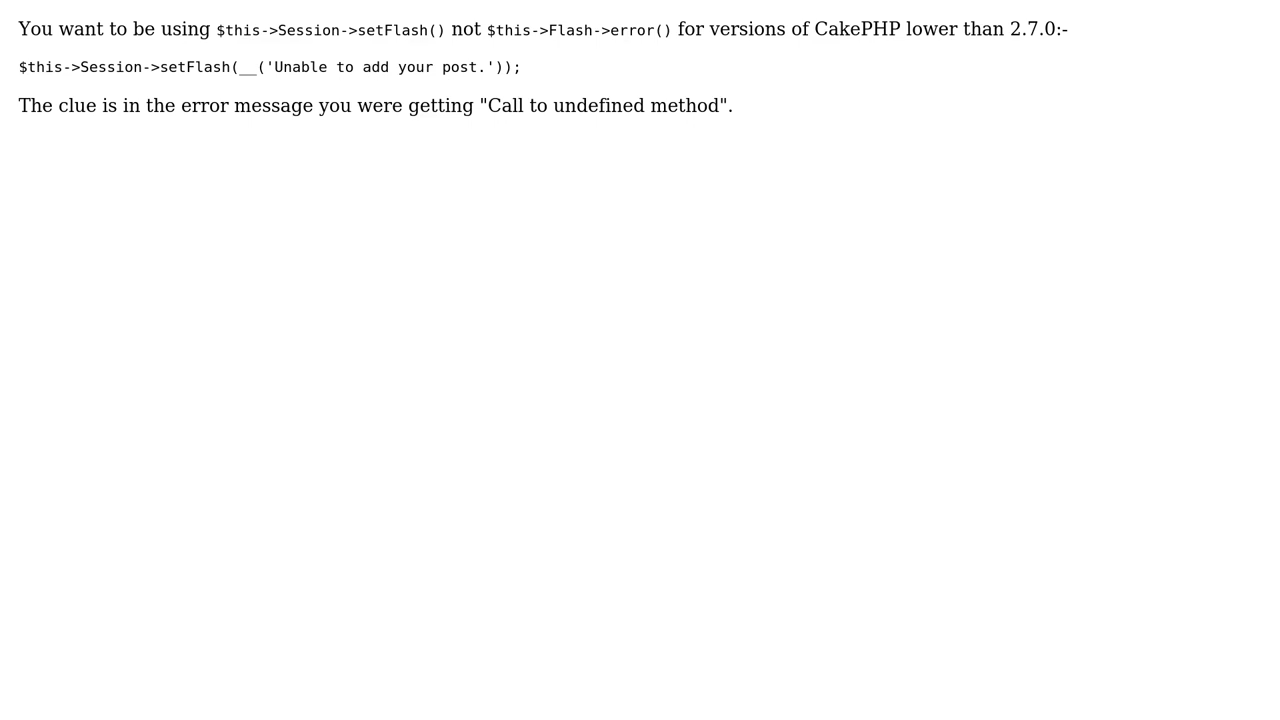 You want to be using $this->Session->setFlash() not $this->Flash->error() for versions of CakePHP lower than 2.7.0:-
$this->Session->setFlash(__('Unable to add your post.'));
The clue is in the error message you were getting "Call to undefined method".